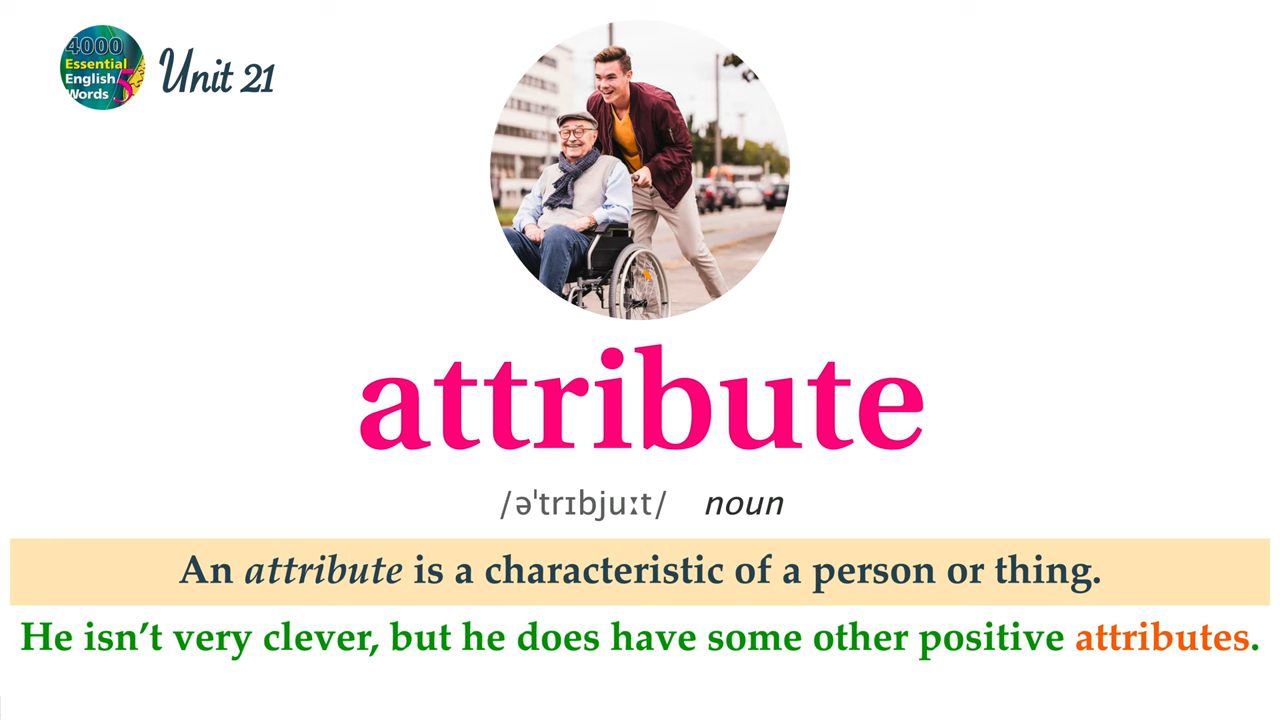 4000
Essential
English
Words 5
Unit 21
attribute
/əˈtrɪbjuːt/ noun
An attribute is a characteristic of a person or thing.
He isn’t very clever, but he does have some other positive attributes.